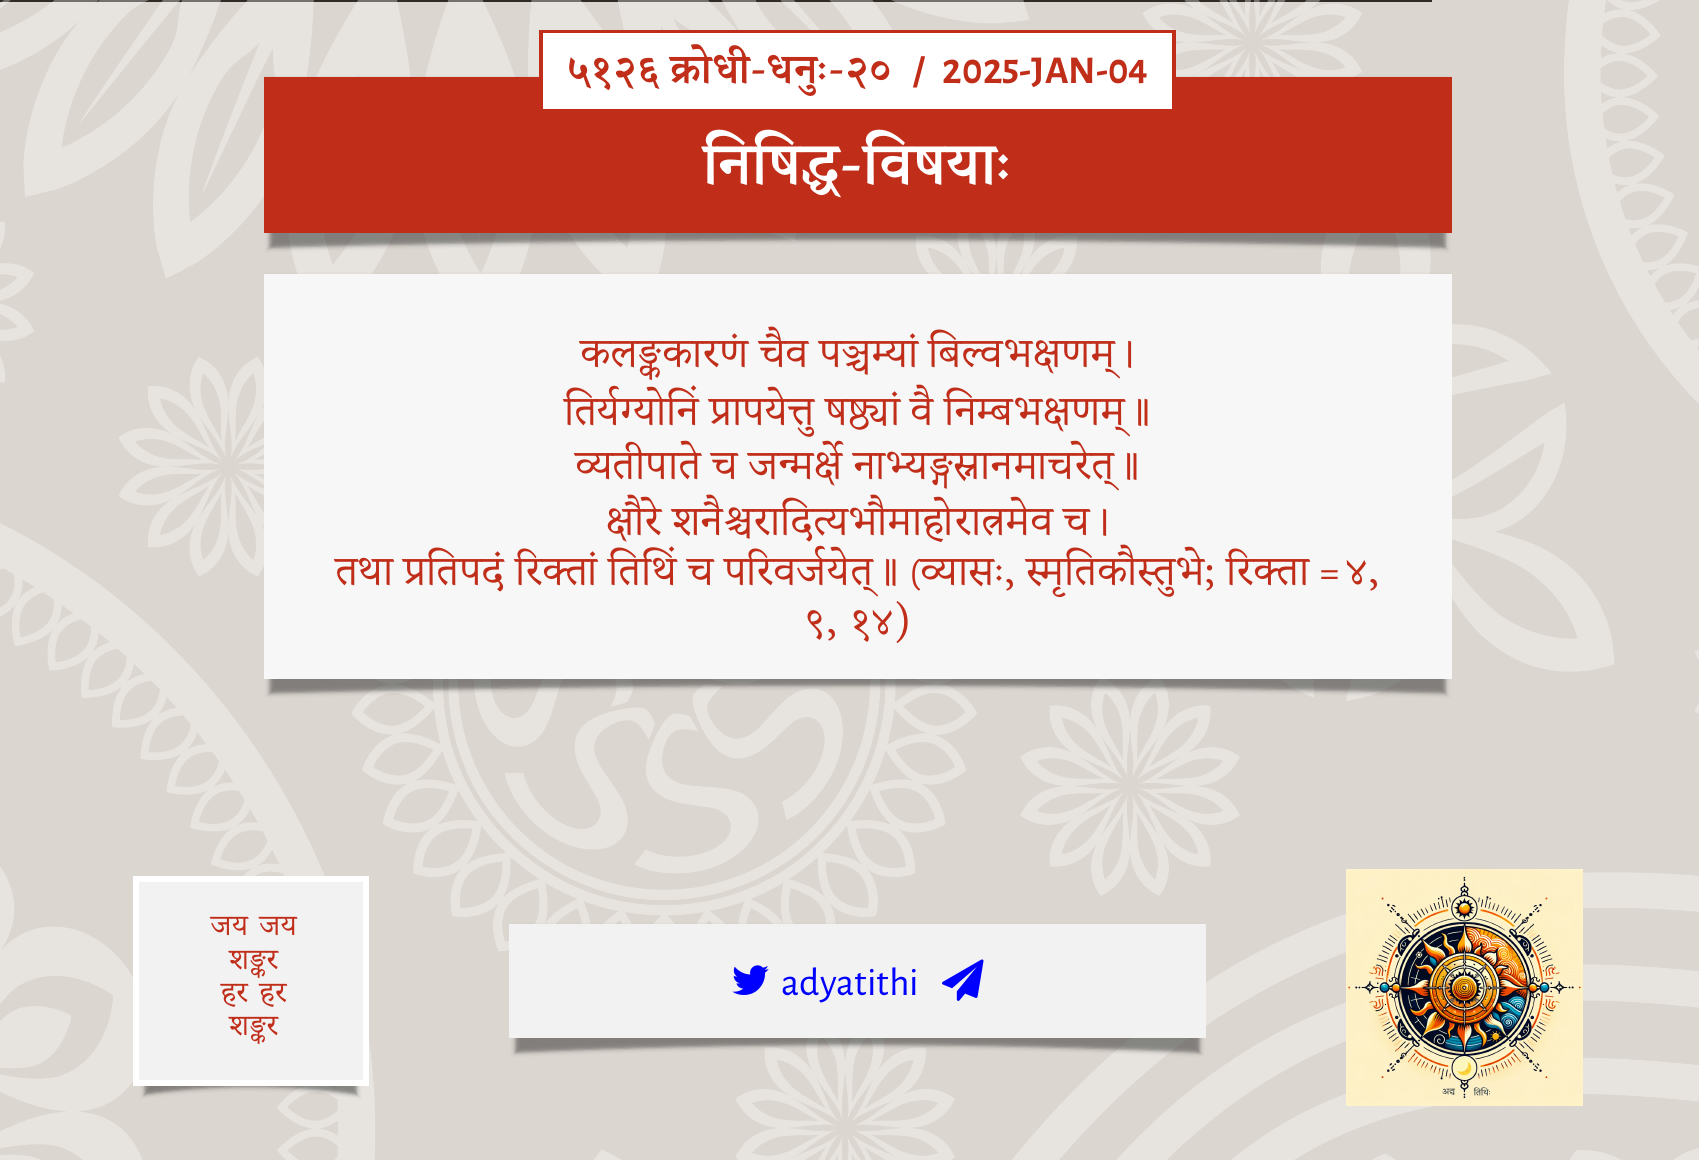 ५१२६ क्रोधी-धनुः-२० / 2025-JAN-04
निषिद्ध-विषयाः
कलङ्ककारणं चैव पञ्चम्यां बिल्वभक्षणम्।
तिर्यग्योनिं प्रापयेत्तु षष्ठ्यां वै निम्बभक्षणम्॥
व्यतीपाते च जन्मर्क्षे नाभ्यङ्गस्नानमाचरेत्॥
क्षौरे शनैश्चरादित्यभौमाहोरात्रमेव च।
तथा प्रतिपदं रिक्तां तिथिं च परिवर्जयेत्॥ (व्यासः, स्मृतिकौस्तुभे; रिक्ता = ४,
९, १४)
जय जय
शङ्कर
हर हर
शङ्कर
adyatithi
अद्य तिथिः